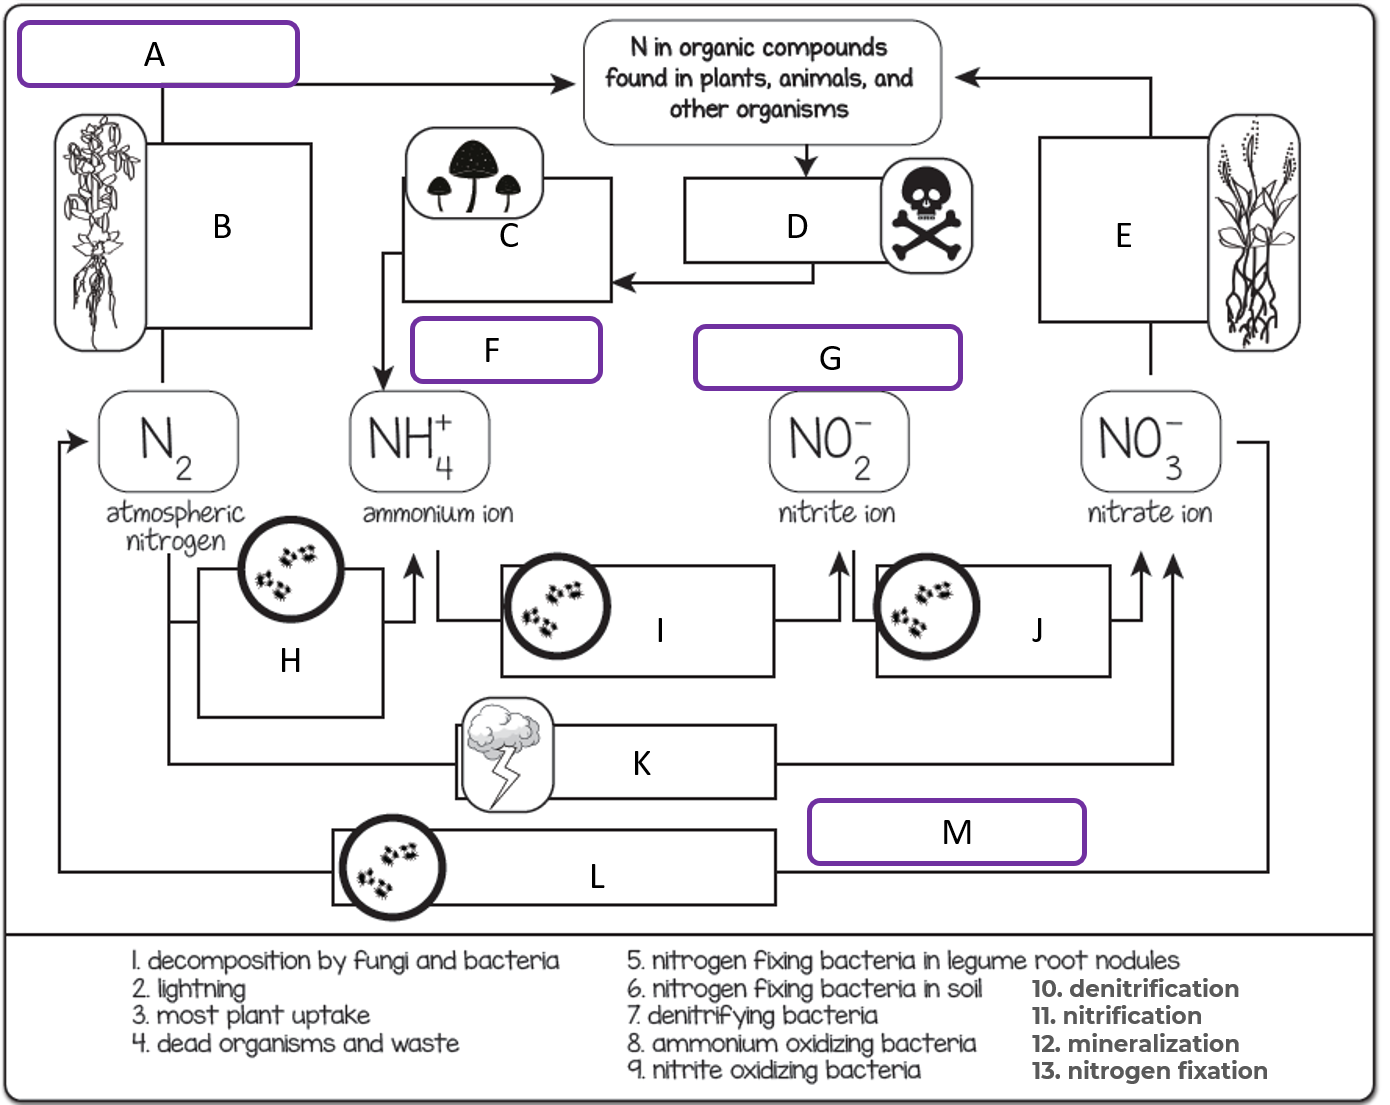 A
N in organic compounds
found in plants, animals, and
other organisms
B
C
D
E
F
G
N2
NH4+
NO2−
NO3−
atmospheric
nitrogen
ammonium ion
nitrite ion
nitrate ion
H
I
J
K
L
M
1. decomposition by fungi and bacteria
2. lightning
3. most plant uptake
4. dead organisms and waste
5. nitrogen fixing bacteria in legume root nodules
6. nitrogen fixing bacteria in soil
7. denitrifying bacteria
8. ammonium oxidizing bacteria
9. nitrite oxidizing bacteria
10. denitrification
11. nitrification
12. mineralization
13. nitrogen fixation